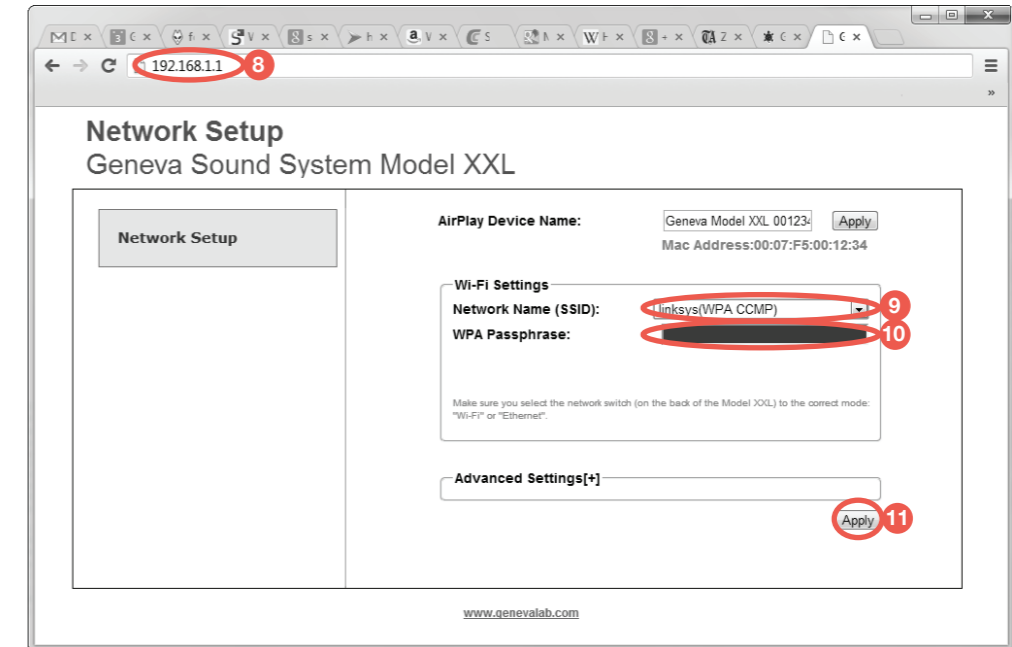 192.168.1.1
8
Network Setup
Geneva Sound System Model XXL
Network Setup
AirPlay Device Name:
Geneva Model XXL 001234
Apply
Mac Address:00:07:F5:00:12:34
Wi-Fi Settings
Network Name (SSID):
linksys(WPA CCMP)
9
WPA Passphrase:
10
Make sure you select the network switch (on the back of the Model XXL) to the correct mode:
"Wi-Fi" or "Ethernet".
Advanced Settings[+]
Apply
11
www.genevalab.com